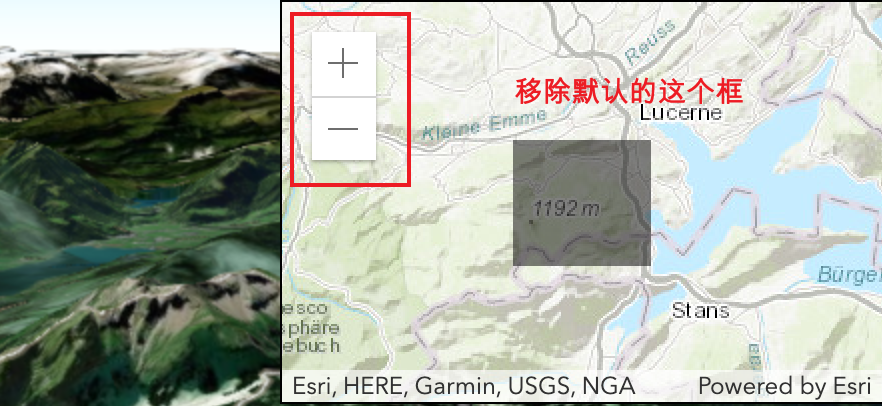 Reuss
移除默认的这个框
Lucerne
Kleine Emme
1192 m
Bürge
Stans
esco
sphäre
ebuch
Esri, HERE, Garmin, USGS, NGA
Powered by Esri